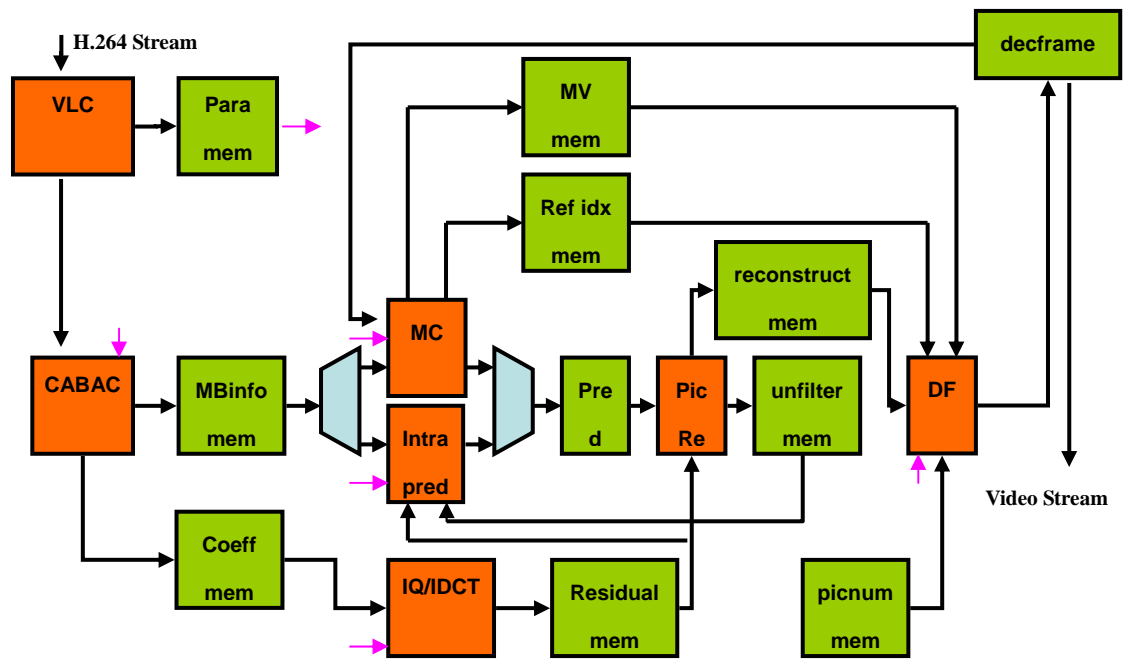 H.264 Stream
decframe
VLC
Para
mem
MV
mem
Ref idx
mem
reconstruct
mem
MC
CABAC
MBinfo
mem
Intra
pred
Pre
d
Pic
Re
unfilter
mem
DF
Video Stream
Coeff
mem
IQ/IDCT
Residual
mem
picnum
mem